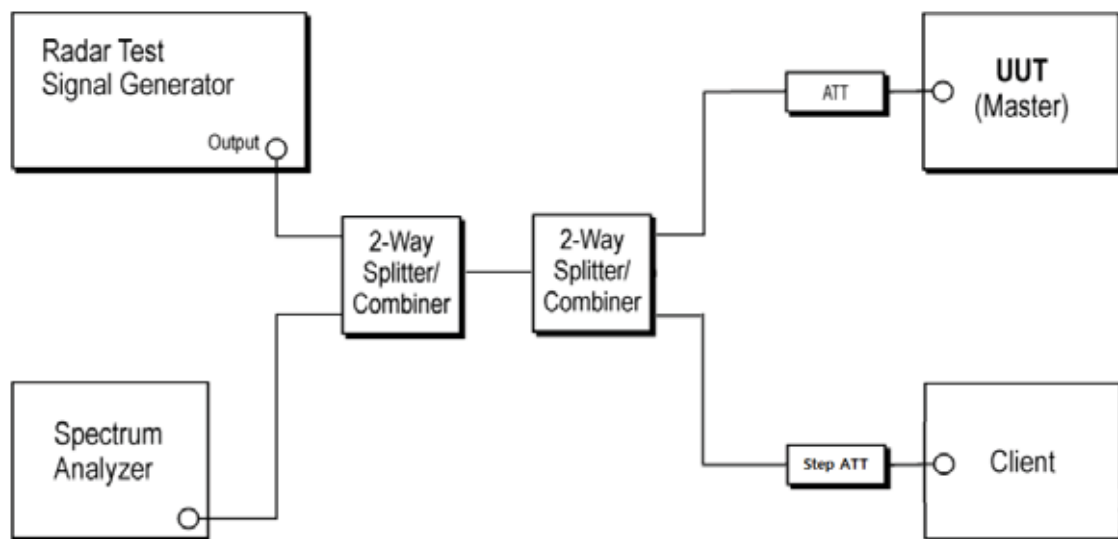 Radar Test
Signal Generator
Output
2-Way
Splitter/
Combiner
2-Way
Splitter/
Combiner
ATT
UUT
(Master)
Spectrum
Analyzer
Step ATT
Client